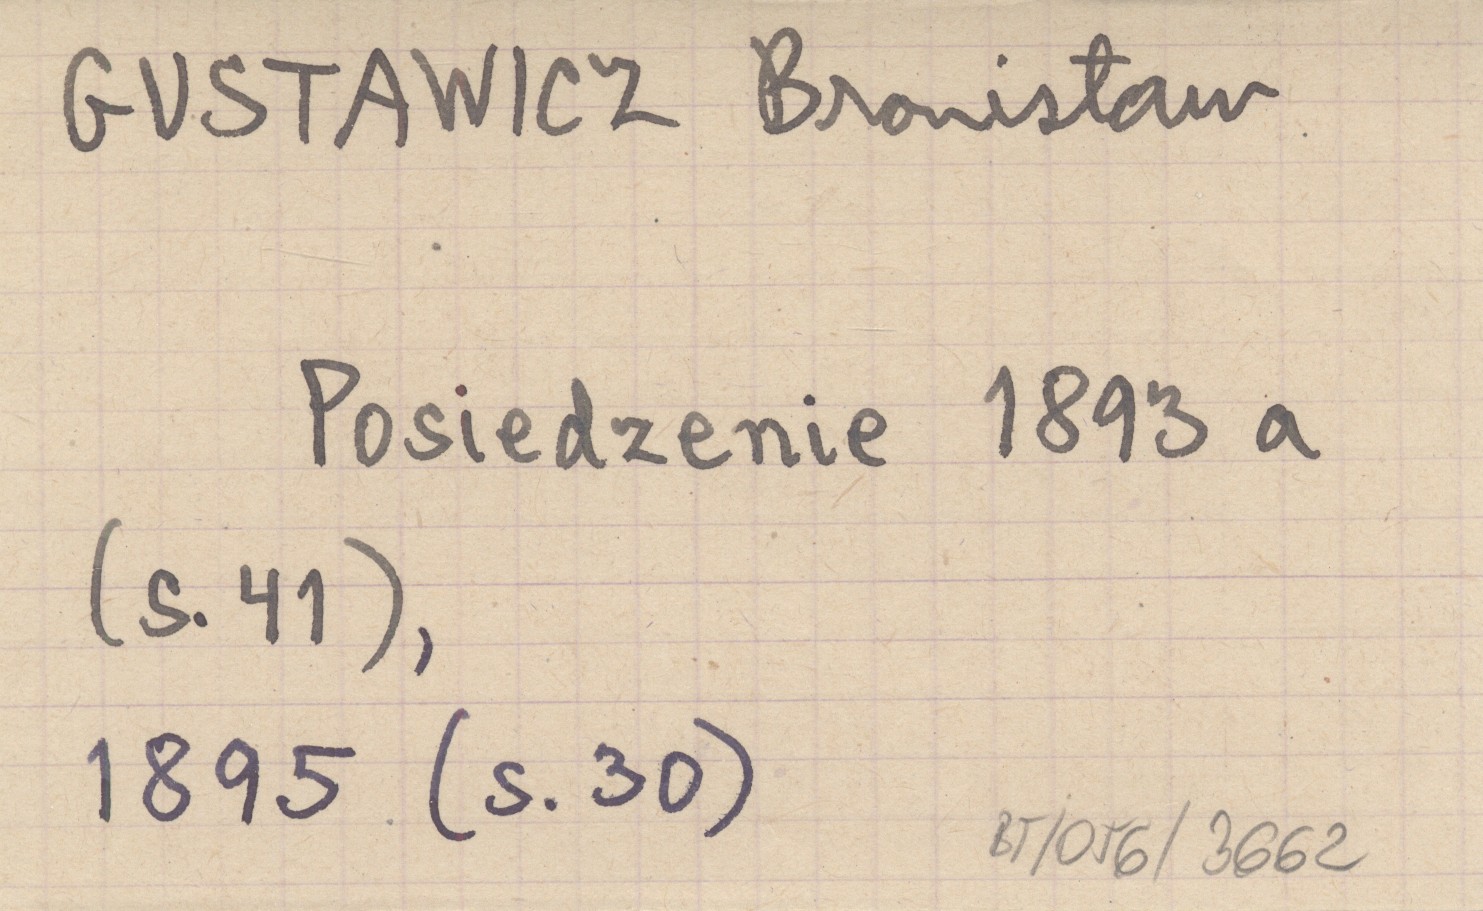 GUSTAWICZ Bronisław
Posiedzenie 1893 a
(s. 41),
1895 (s. 30)
BT/OT6/3662